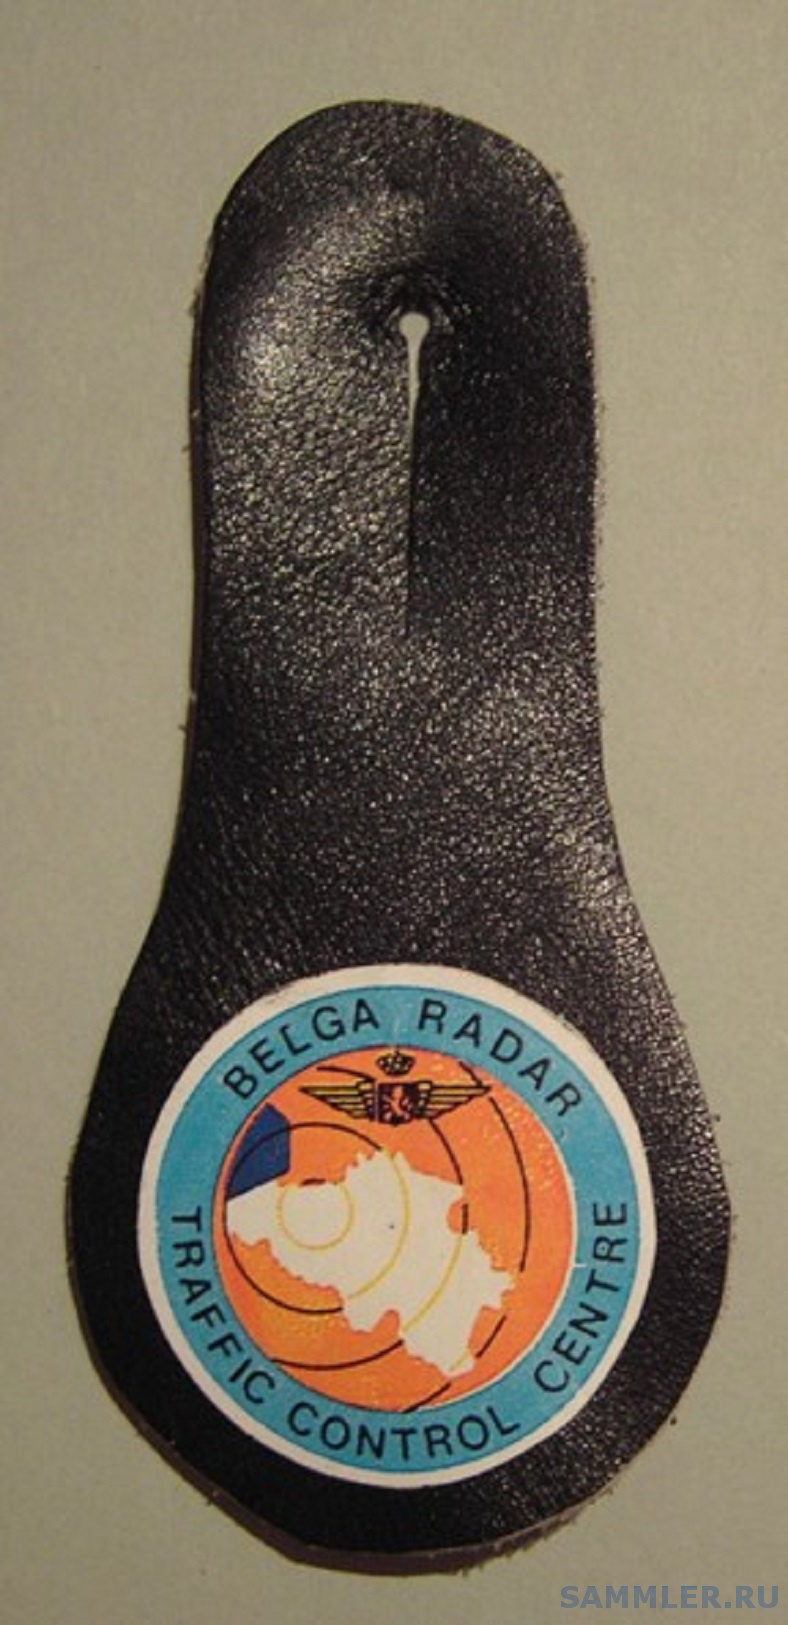 BELGA RADAR
TRAFFIC CONTROL CENTRE
SAMMLER.RU